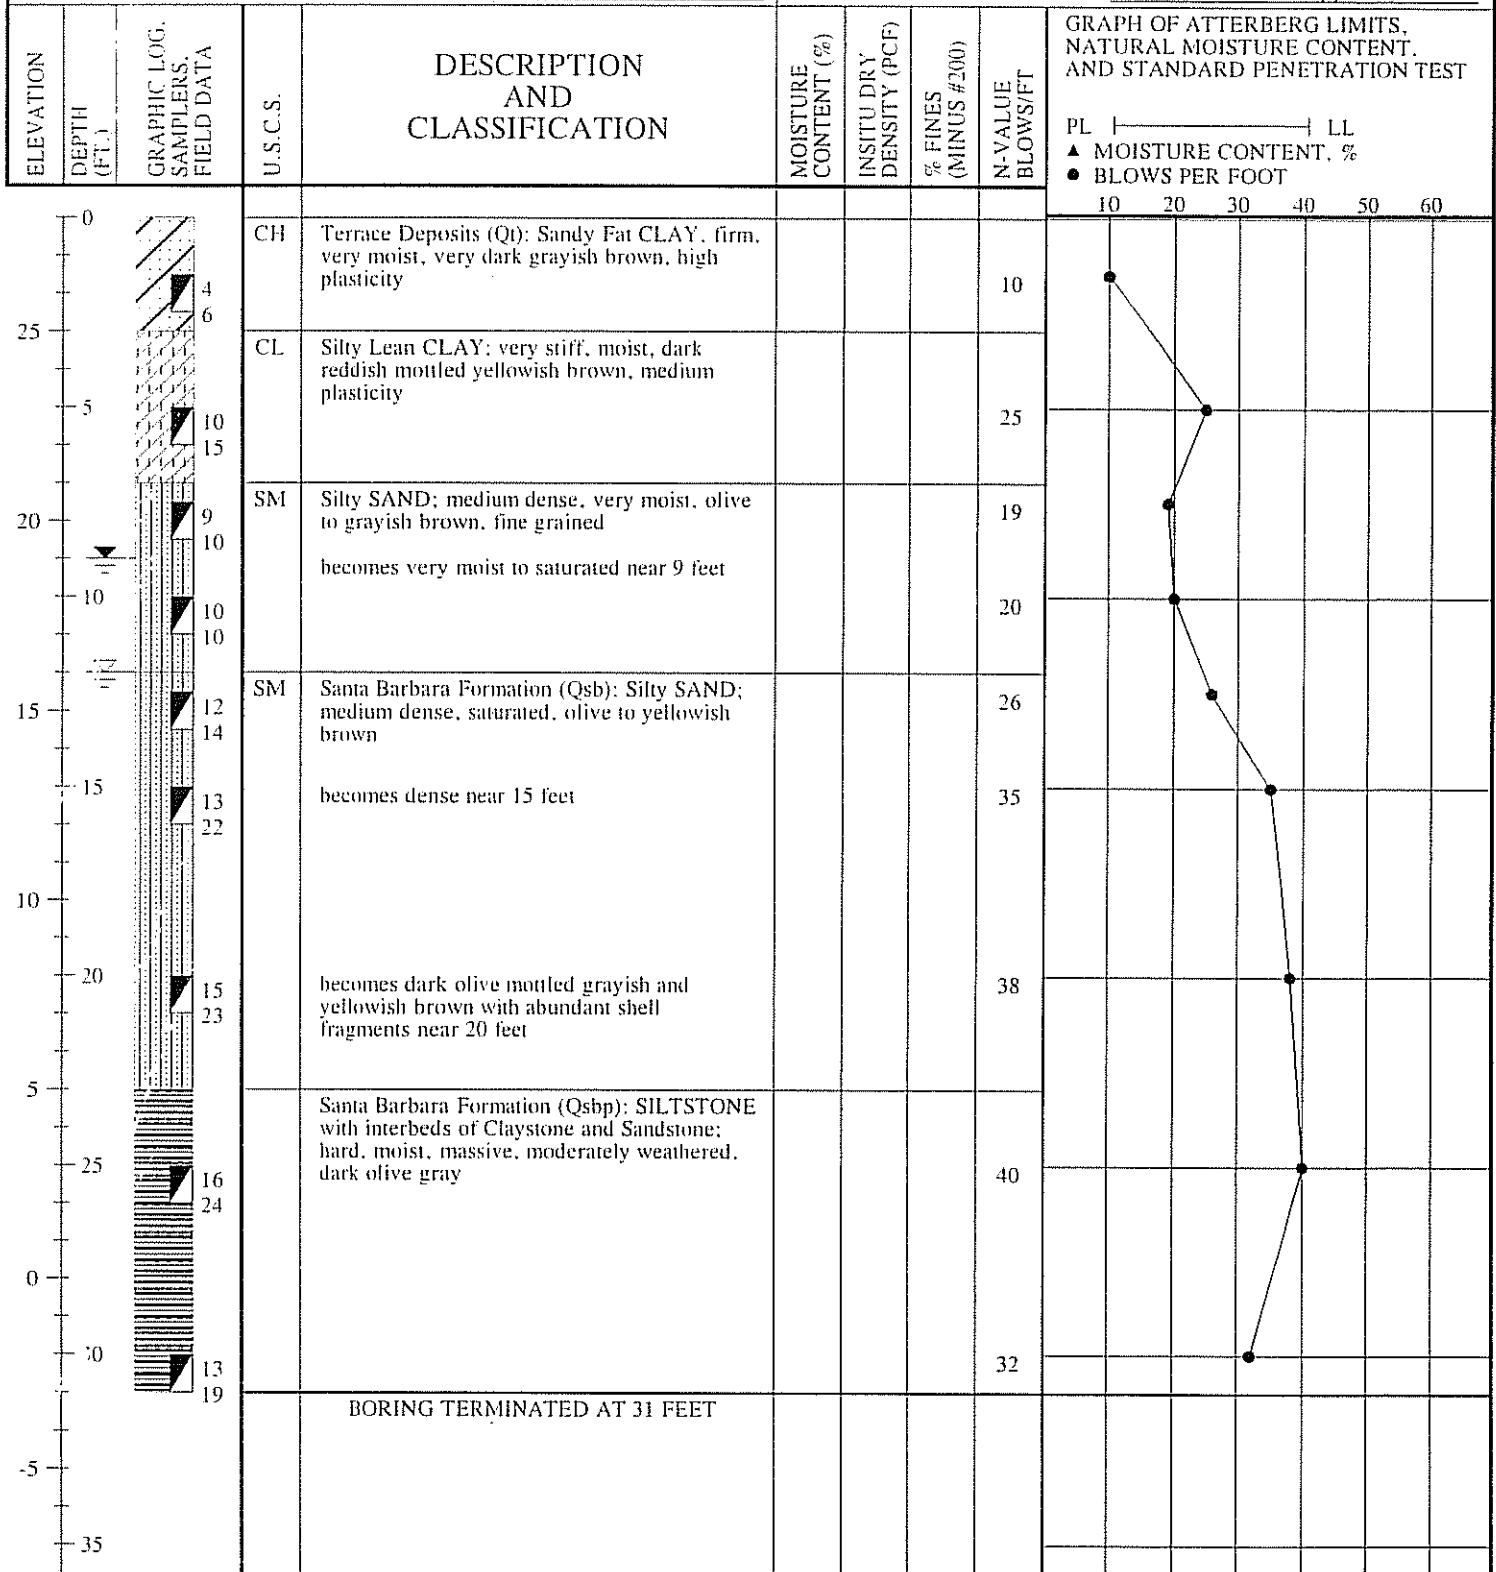 ELEVATION
DEPTH
(FT.)
GRAPHIC LOG.
SAMPLERS.
FIELD DATA
U.S.C.S.
DESCRIPTION
AND
CLASSIFICATION
MOISTURE
CONTENT (%)
INSITU DRY
DENSITY (PCF)
% FINES
(MINUS #200)
N-VALUE
BLOWS/FT
GRAPH OF ATTERBERG LIMITS,
NATURAL MOISTURE CONTENT.
AND STANDARD PENETRATION TEST
PL LL
▲ MOISTURE CONTENT, %
● BLOWS PER FOOT
10 20 30 40 50 60
0
CH Terrace Deposits (Qt): Sandy Fat CLAY, firm,
very moist, very dark grayish brown, high
plasticity
4 10
6
25
CL Silty Lean CLAY; very stiff, moist, dark
reddish mottled yellowish brown, medium
plasticity
5 10 25
15
SM Silty SAND; medium dense, very moist, olive
to grayish brown, fine grained
20 9 19
10
becomes very moist to saturated near 9 feet
10 10 20
10
SM Santa Barbara Formation (Qsb): Silty SAND;
medium dense, saturated, olive to yellowish
brown
15 12 26
14
15 13 becomes dense near 15 feet 35
22
10
20 15 becomes dark olive mottled grayish and 38
23 yellowish brown with abundant shell
fragments near 20 feet
5
Santa Barbara Formation (Qsbp): SILTSTONE
with interbeds of Claystone and Sandstone;
hard, moist, massive, moderately weathered,
dark olive gray
25 16 40
24
0
13 32
19
BORING TERMINATED AT 31 FEET
-5
35